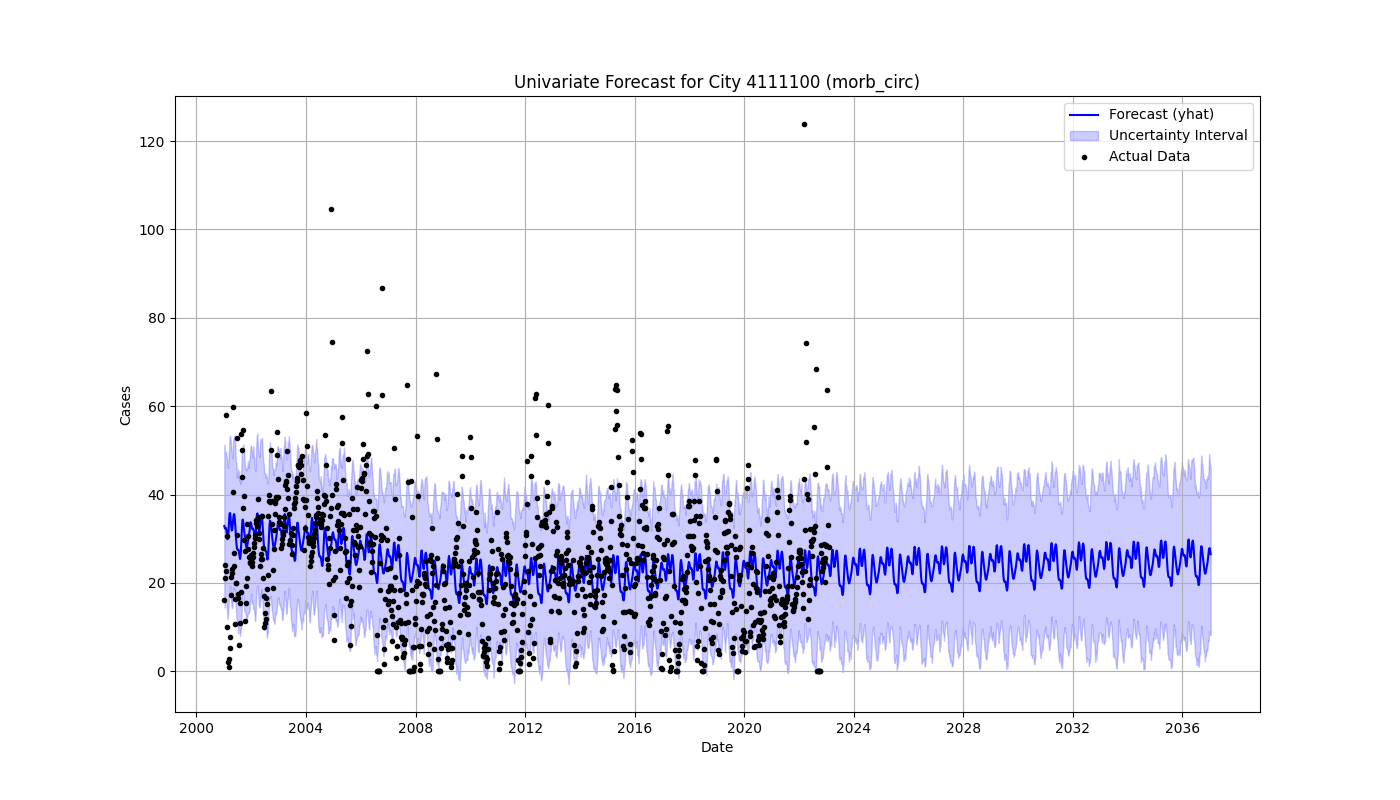 Univariate Forecast for City 4111100 (morb_circ)
Forecast (yhat)
Uncertainty Interval
Actual Data
120
100
80
60
40
20
0
Cases
2000 2004 2008 2012 2016 2020 2024 2028 2032 2036
Date